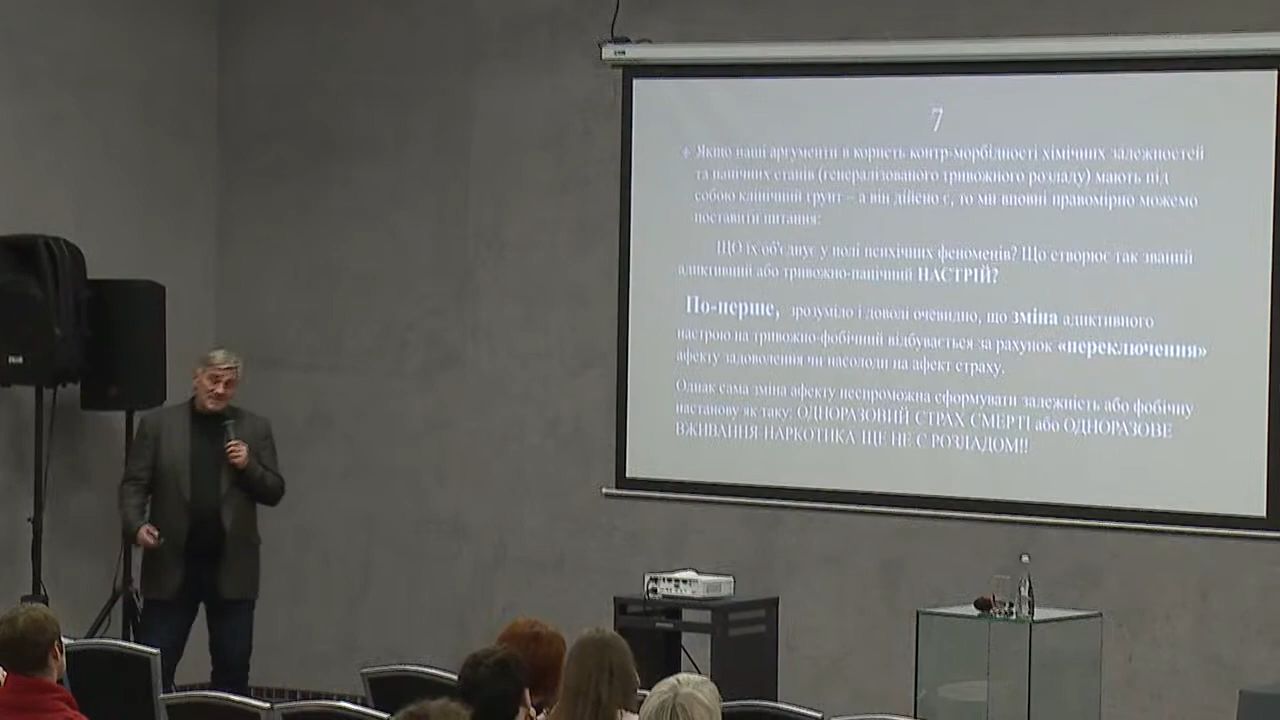 7
Якщо наші аргументи в користь контр-морбідності хімічних залежностей
та панічних станів (генералізованого тривожного розладу) мають під
собою клінічний грунт – а він дійсно є, то ми вповні правомірно можемо
поставити питання:
ЩО їх об'єднує у полі психічних феноменів? Що створює так званий
адиктивний або тривожно-панічний НАСТРІЙ?
По-перше, зрозуміло і доволі очевидно, що зміна адиктивного
настрою на тривожно-фобічний відбувається за рахунок «переключення»
афекту задоволення чи насолоди на афект страху.
Однак сама зміна афекту неспроможна сформувати залежність або фобічну
настанову як таку: ОДНОРАЗОВИЙ СТРАХ СМЕРТІ або ОДНОРАЗОВЕ
ВЖИВАННЯ НАРКОТИКА ЩЕ НЕ Є РОЗЛАДОМ!!